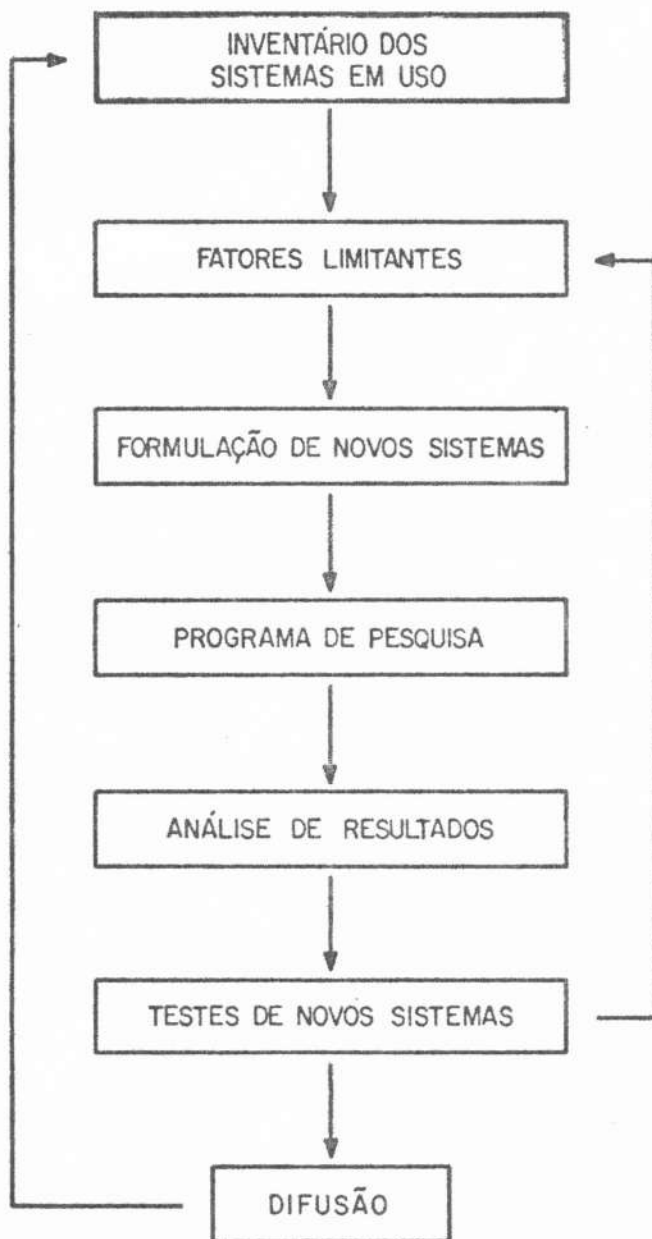 INVENTÁRIO DOS
SISTEMAS EM USO
FATORES LIMITANTES
FORMULAÇÃO DE NOVOS SISTEMAS
PROGRAMA DE PESQUISA
ANÁLISE DE RESULTADOS
TESTES DE NOVOS SISTEMAS
DIFUSÃO